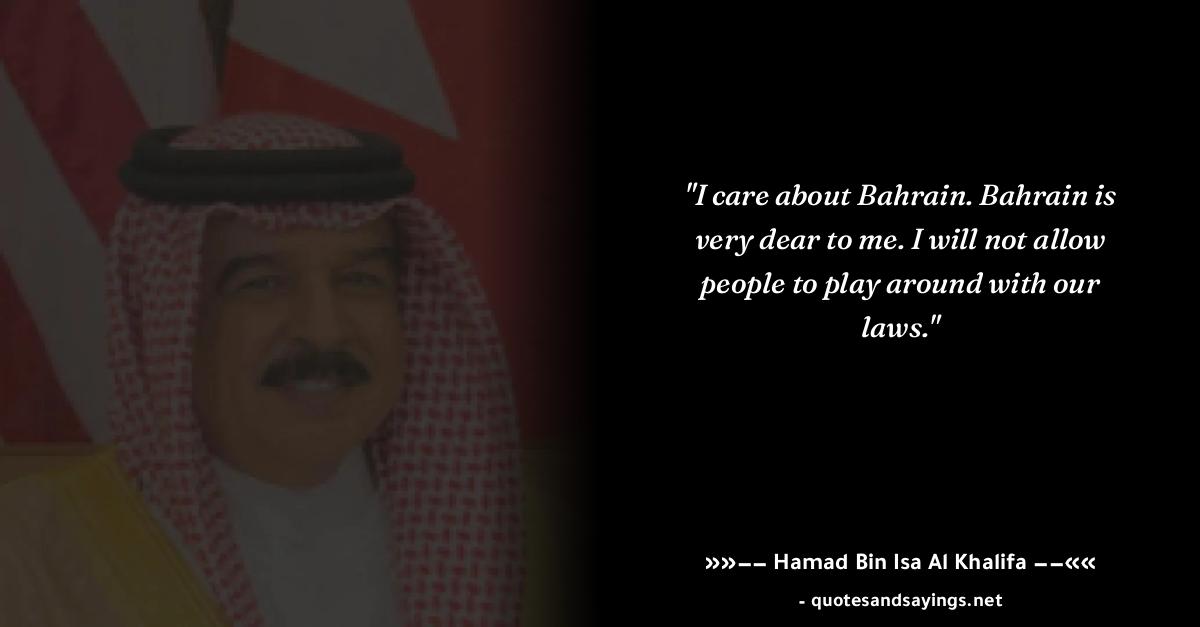 "I care about Bahrain. Bahrain is
very dear to me. I will not allow
people to play around with our
laws."
»»−− Hamad Bin Isa Al Khalifa −−««
- quotesandsayings.net